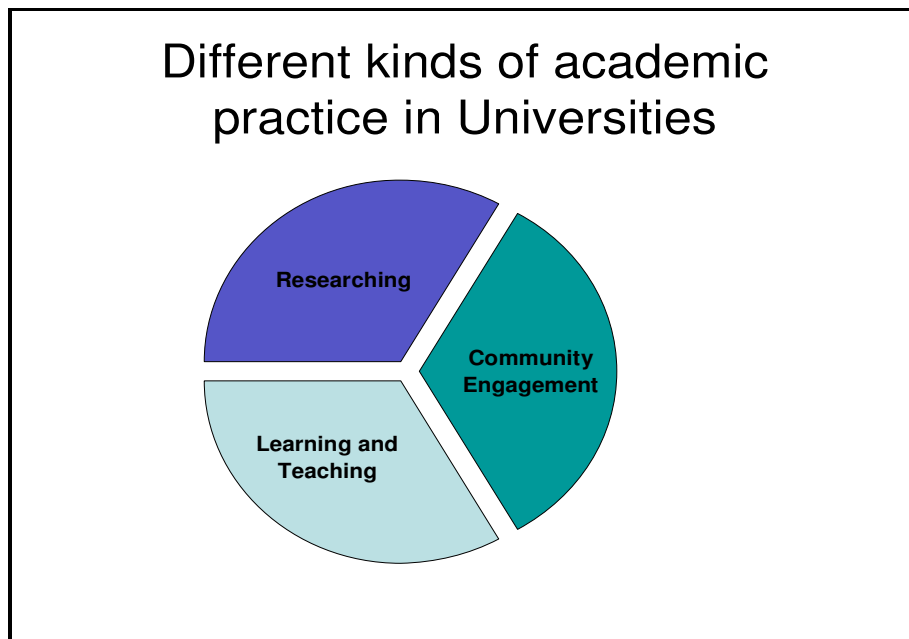 Different kinds of academic
practice in Universities
Researching
Community
Engagement
Learning and
Teaching